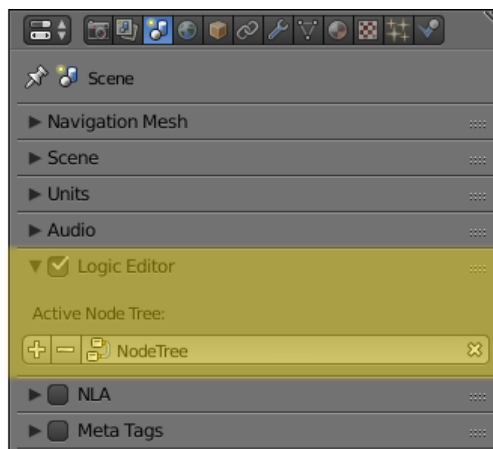 Scene
Navigation Mesh
Scene
Units
Audio
Logic Editor
Active Node Tree:
NodeTree
NLA
Meta Tags